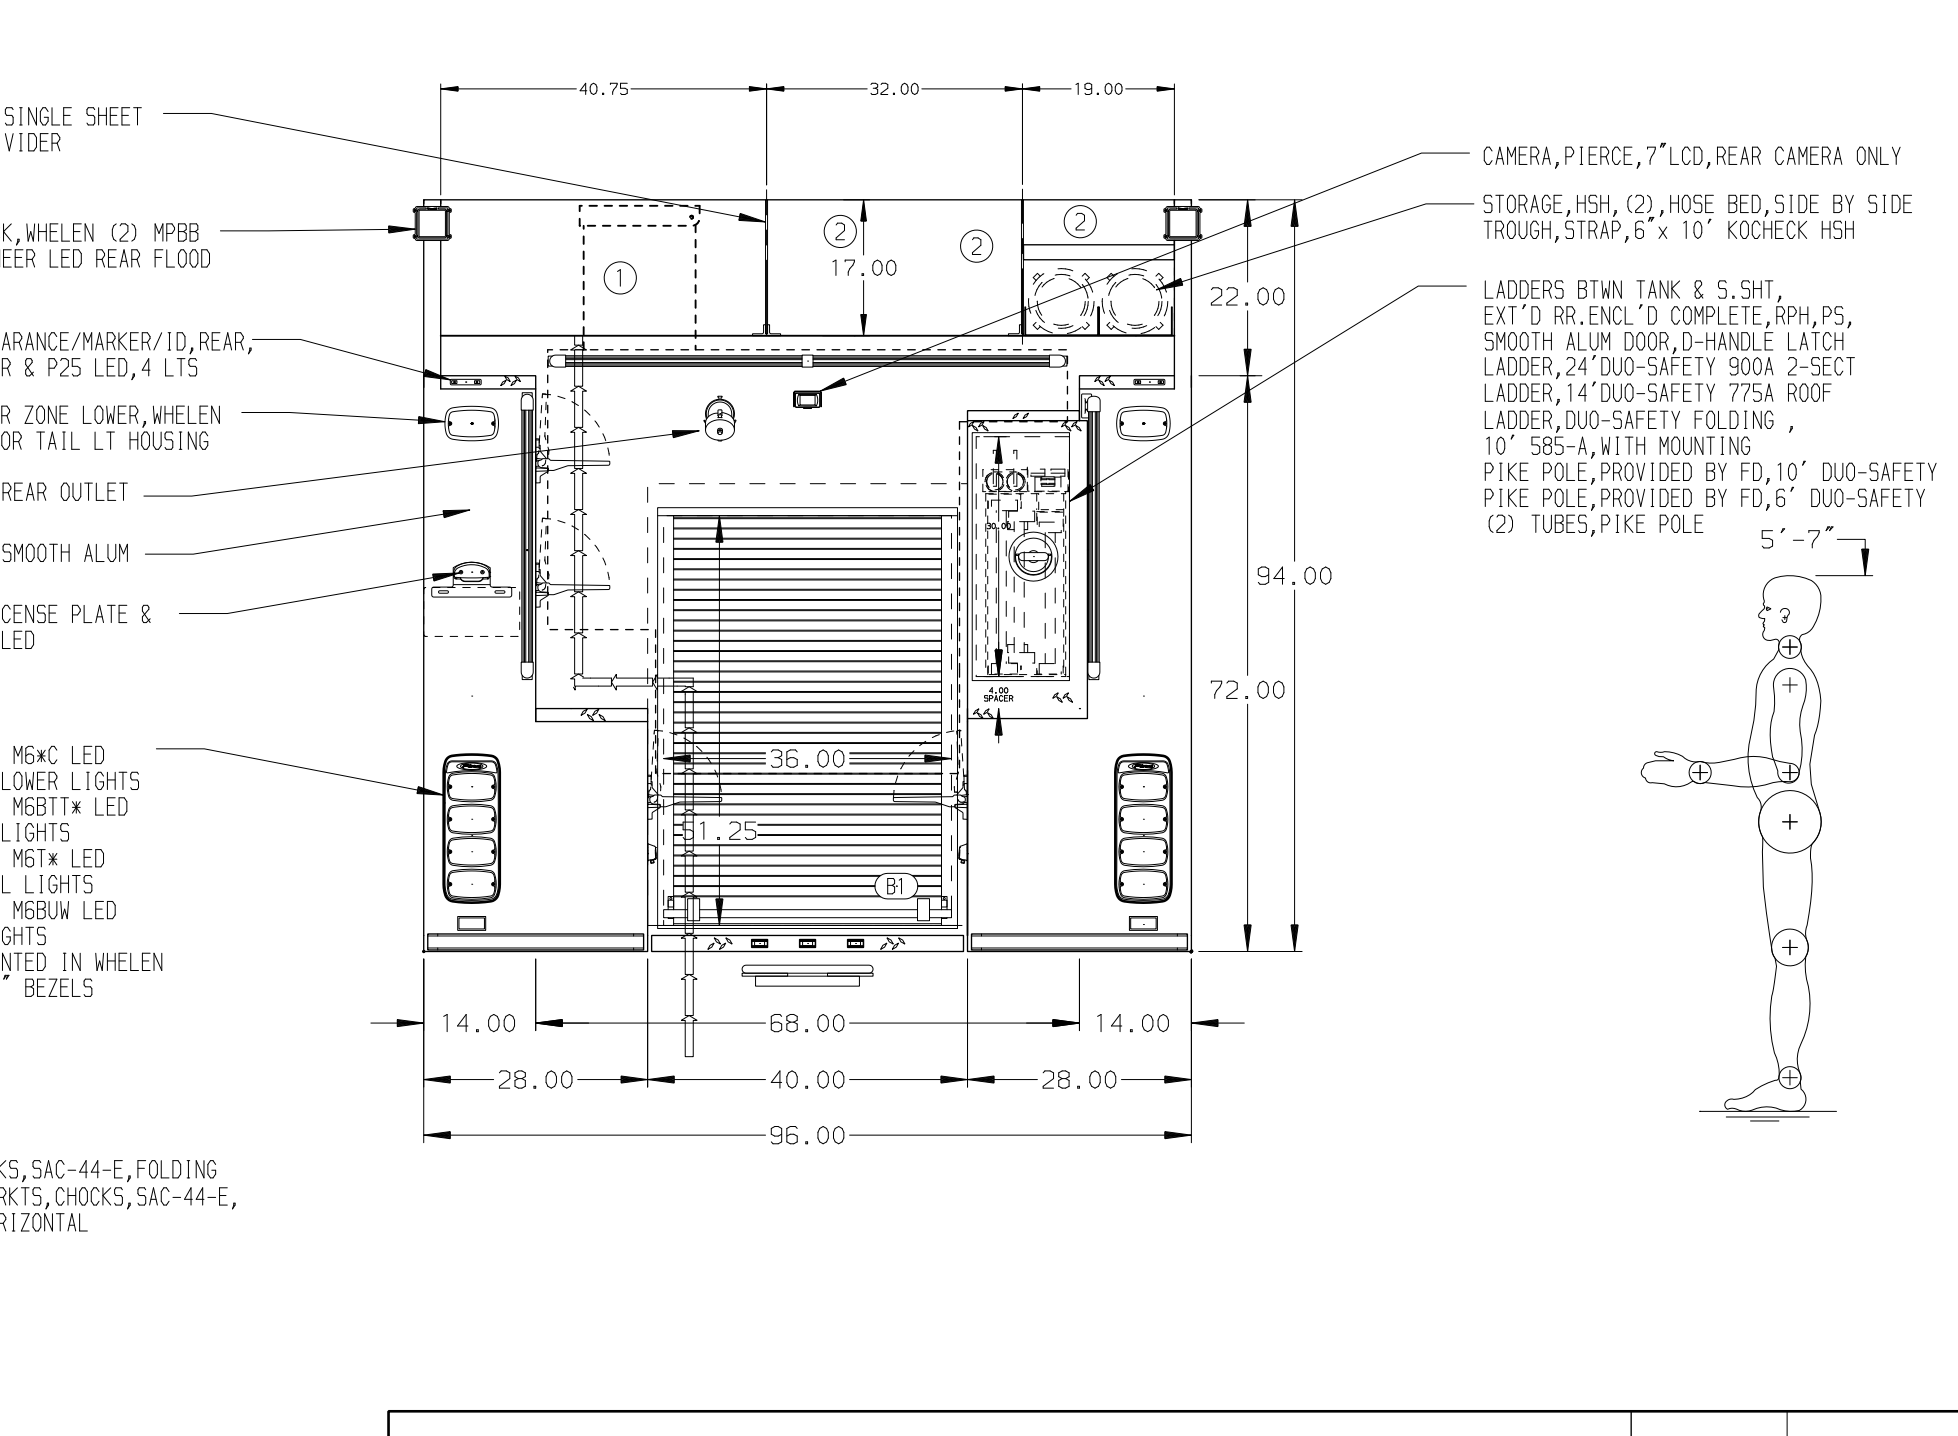 40.75
32.00
19.00
SINGLE SHEET
VIDER
K,WHELEN (2) MPBB
EER LED REAR FLOOD
ARANCE/MARKER/ID,REAR,
R & P25 LED,4 LTS
R ZONE LOWER,WHELEN
OR TAIL LT HOUSING
REAR OUTLET
SMOOTH ALUM
CENSE PLATE &
LED
M6*C LED
LOWER LIGHTS
M6BTT* LED
LIGHTS
M6T* LED
L LIGHTS
M6BUW LED
GHTS
NTED IN WHELEN
″ BEZELS
KS,SAC-44-E,FOLDING
RKTS,CHOCKS,SAC-44-E,
RIZONTAL
1
2
2
2
17.00
22.00
94.00
72.00
30.00
4.00
SPACER
36.00
51.25
B1
14.00
68.00
14.00
28.00
40.00
28.00
96.00
CAMERA,PIERCE,7″LCD,REAR CAMERA ONLY
STORAGE,HSH,(2),HOSE BED,SIDE BY SIDE
TROUGH,STRAP,6″x 10′ KOCHECK HSH
LADDERS BTWN TANK & S.SHT,
EXT′D RR.ENCL′D COMPLETE,RPH,PS,
SMOOTH ALUM DOOR,D-HANDLE LATCH
LADDER,24′DUO-SAFETY 900A 2-SECT
LADDER,14′DUO-SAFETY 775A ROOF
LADDER,DUO-SAFETY FOLDING ,
10′ 585-A,WITH MOUNTING
PIKE POLE,PROVIDED BY FD,10′ DUO-SAFETY
PIKE POLE,PROVIDED BY FD,6′ DUO-SAFETY
(2) TUBES,PIKE POLE
5′-7″